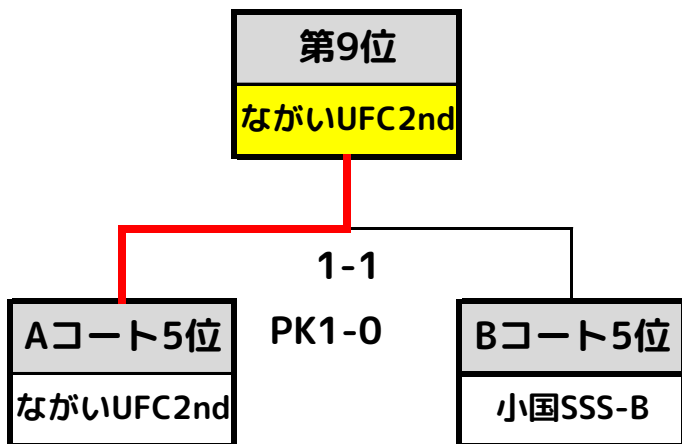 第9位
ながいUFC2nd
1-1
PK1-0
Aコート5位
Bコート5位
ながいUFC2nd
小国SSS-B